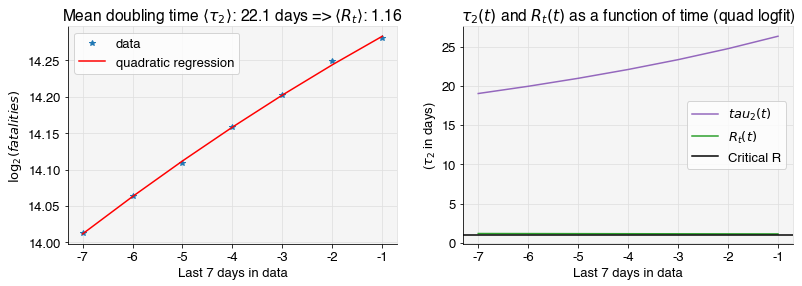 Mean doubling time ⟨τ₂⟩: 22.1 days => ⟨Rₜ⟩: 1.16
data
quadratic regression
log₂(fatalities)
14.25
14.20
14.15
14.10
14.05
14.00
-7 -6 -5 -4 -3 -2 -1
Last 7 days in data
τ₂(t) and Rₜ(t) as a function of time (quad logfit)
tau₂(t)
Rₜ(t)
Critical R
(τ₂ in days)
25
20
15
10
5
0
-7 -6 -5 -4 -3 -2 -1
Last 7 days in data